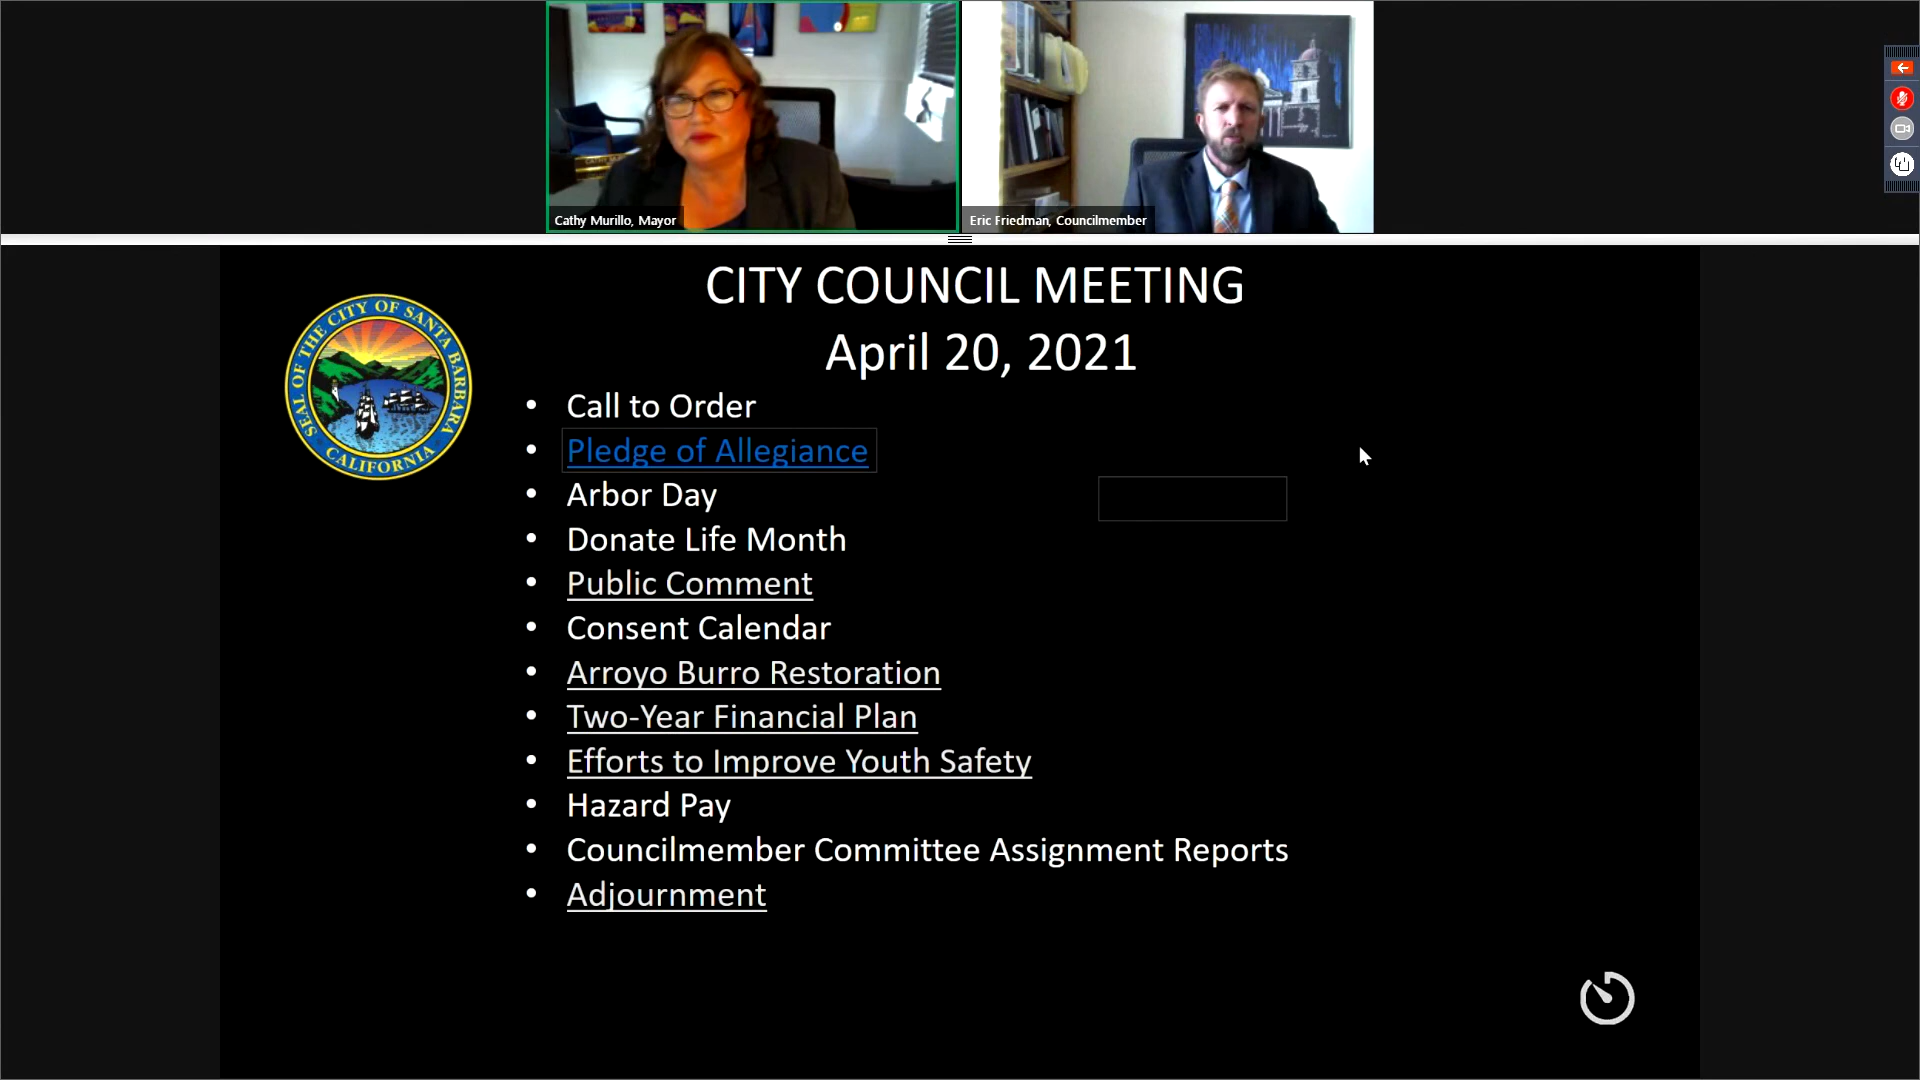 Cathy Murillo, Mayor
Eric Friedman, Councilmember
CITY COUNCIL MEETING
April 20, 2021
SEAL OF THE CITY OF SANTA BARBARA
CALIFORNIA
• Call to Order
• Pledge of Allegiance
• Arbor Day
• Donate Life Month
• Public Comment
• Consent Calendar
• Arroyo Burro Restoration
• Two-Year Financial Plan
• Efforts to Improve Youth Safety
• Hazard Pay
• Councilmember Committee Assignment Reports
• Adjournment